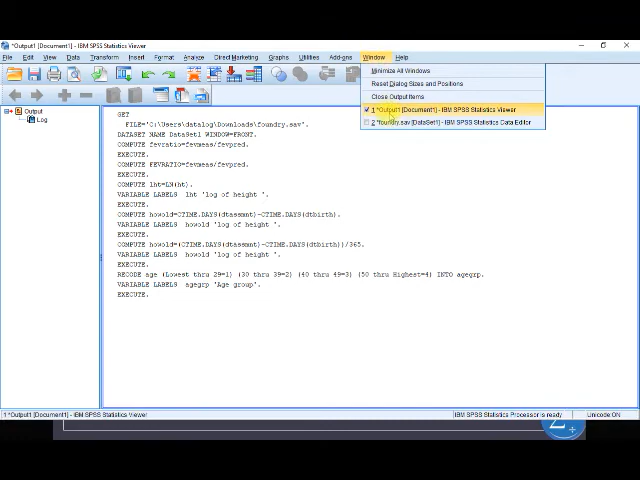 *Output1 [Document1] - IBM SPSS Statistics Viewer
File Edit View Data Transform Insert Format Analyze Direct Marketing Graphs Utilities Add-ons Window Help
Minimize All Windows
Reset Dialog Sizes and Positions
Close Output Items
1 *Output1 [Document1] - IBM SPSS Statistics Viewer
2 *foundry.sav [DataSet1] - IBM SPSS Statistics Data Editor
Output
Log
GET
FILE='C:\Users\datalog\Downloads\foundry.sav'.
DATASET NAME DataSet1 WINDOW=FRONT.
COMPUTE fevratio=fevmeas/fevpred.
EXECUTE.
COMPUTE FEVRATIO=fevmeas/fevpred.
EXECUTE.
COMPUTE lht=LN(ht).
VARIABLE LABELS lht 'log of height '.
EXECUTE.
COMPUTE howold=CTIME.DAYS(dtassmnt)-CTIME.DAYS(dtbirth).
VARIABLE LABELS howold 'log of height '.
EXECUTE.
COMPUTE howold=(CTIME.DAYS(dtassmnt)-CTIME.DAYS(dtbirth))/365.
VARIABLE LABELS howold 'log of height '.
EXECUTE.
RECODE age (Lowest thru 29=1) (30 thru 39=2) (40 thru 49=3) (50 thru Highest=4) INTO agegrp.
VARIABLE LABELS agegrp 'Age group'.
EXECUTE.
1 *Output1 [Document1] - IBM SPSS Statistics Viewer
IBM SPSS Statistics Processor is ready
Unicode:ON